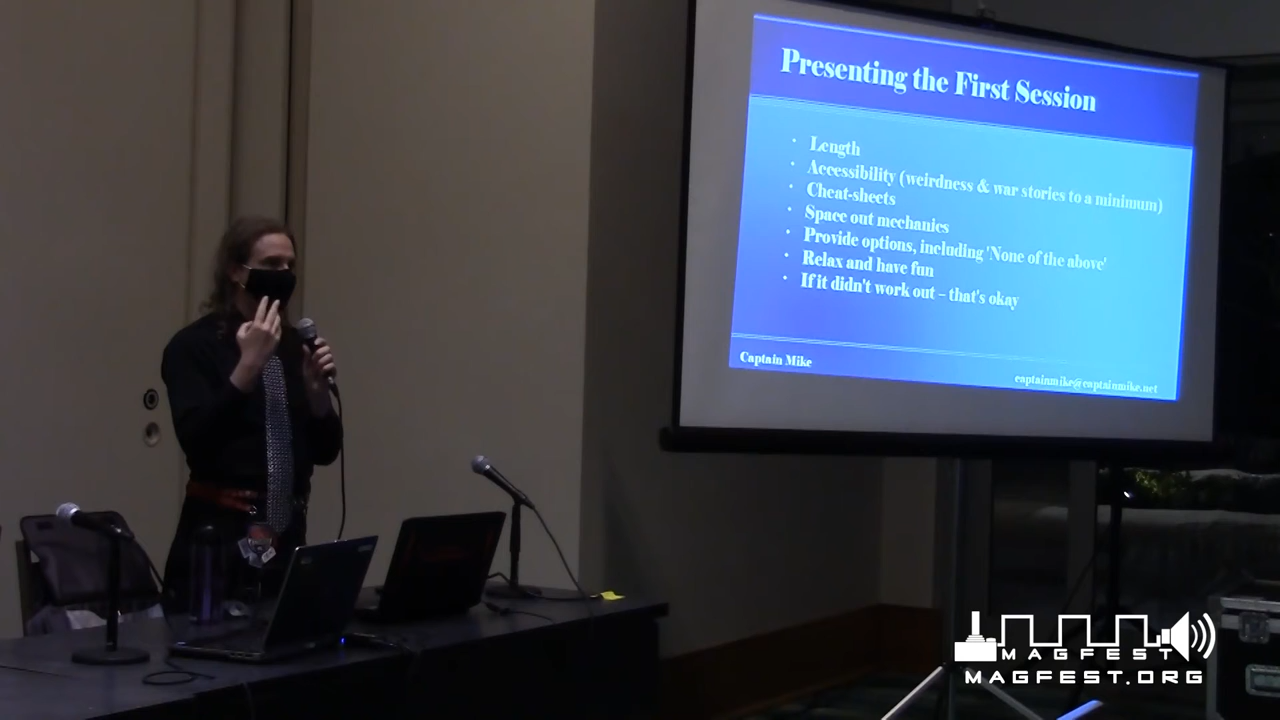 Presenting the First Session
· Length
· Accessibility (weirdness & war stories to a minimum)
· Cheat-sheets
· Space out mechanics
· Provide options, including 'None of the above'
· Relax and have fun
· If it didn't work out – that's okay
Captain Mike
captainmike@captainmike.net
MAGFEST
MAGFEST.ORG